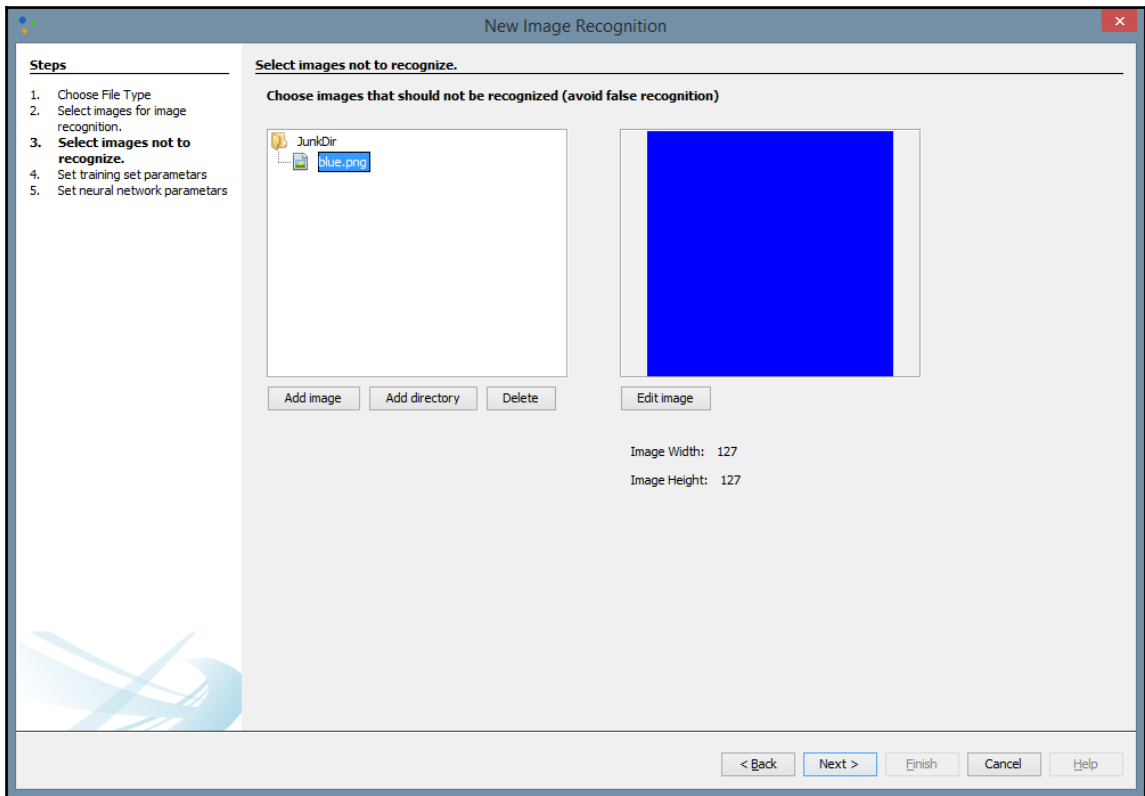 New Image Recognition
Steps
1. Choose File Type
2. Select images for image
recognition.
3. Select images not to
recognize.
4. Set training set parametars
5. Set neural network parametars
Select images not to recognize.
Choose images that should not be recognized (avoid false recognition)
JunkDir
blue.png
Add image
Add directory
Delete
Edit image
Image Width: 127
Image Height: 127
< Back
Next >
Finish
Cancel
Help